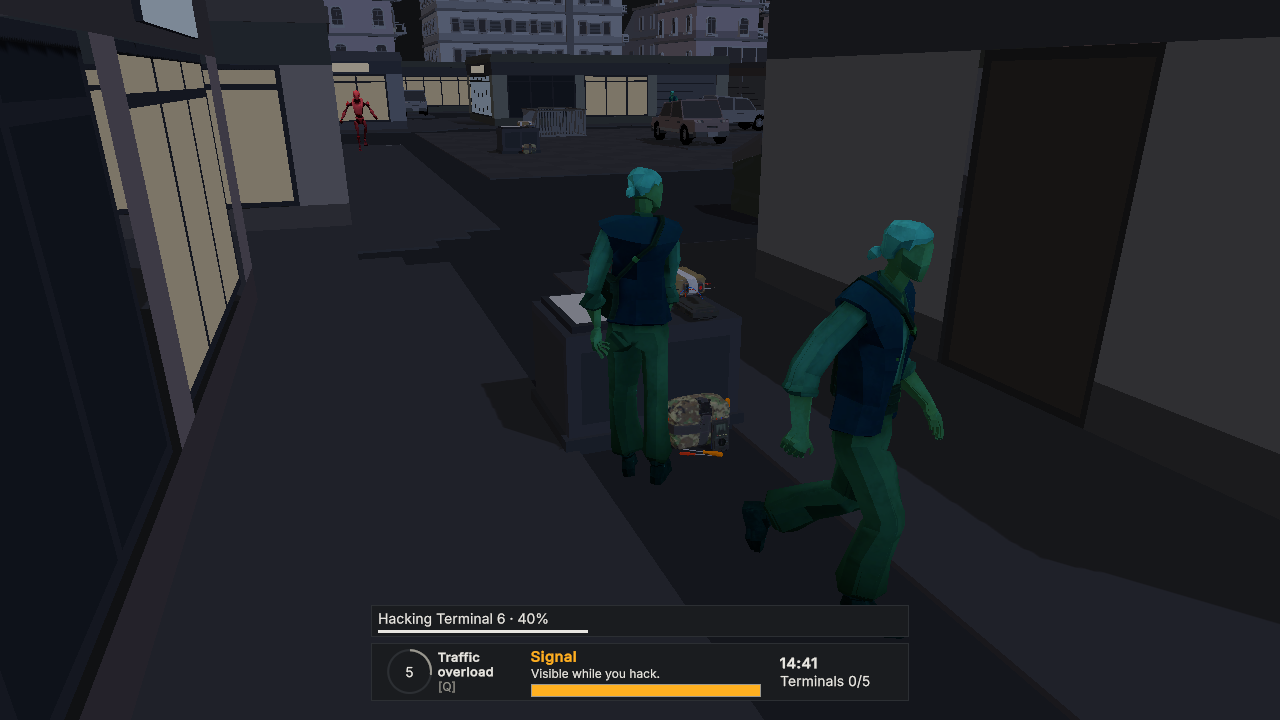 Hacking Terminal 6 · 40%
5
Traffic overload
[Q]
Signal
Visible while you hack.
14:41
Terminals 0/5